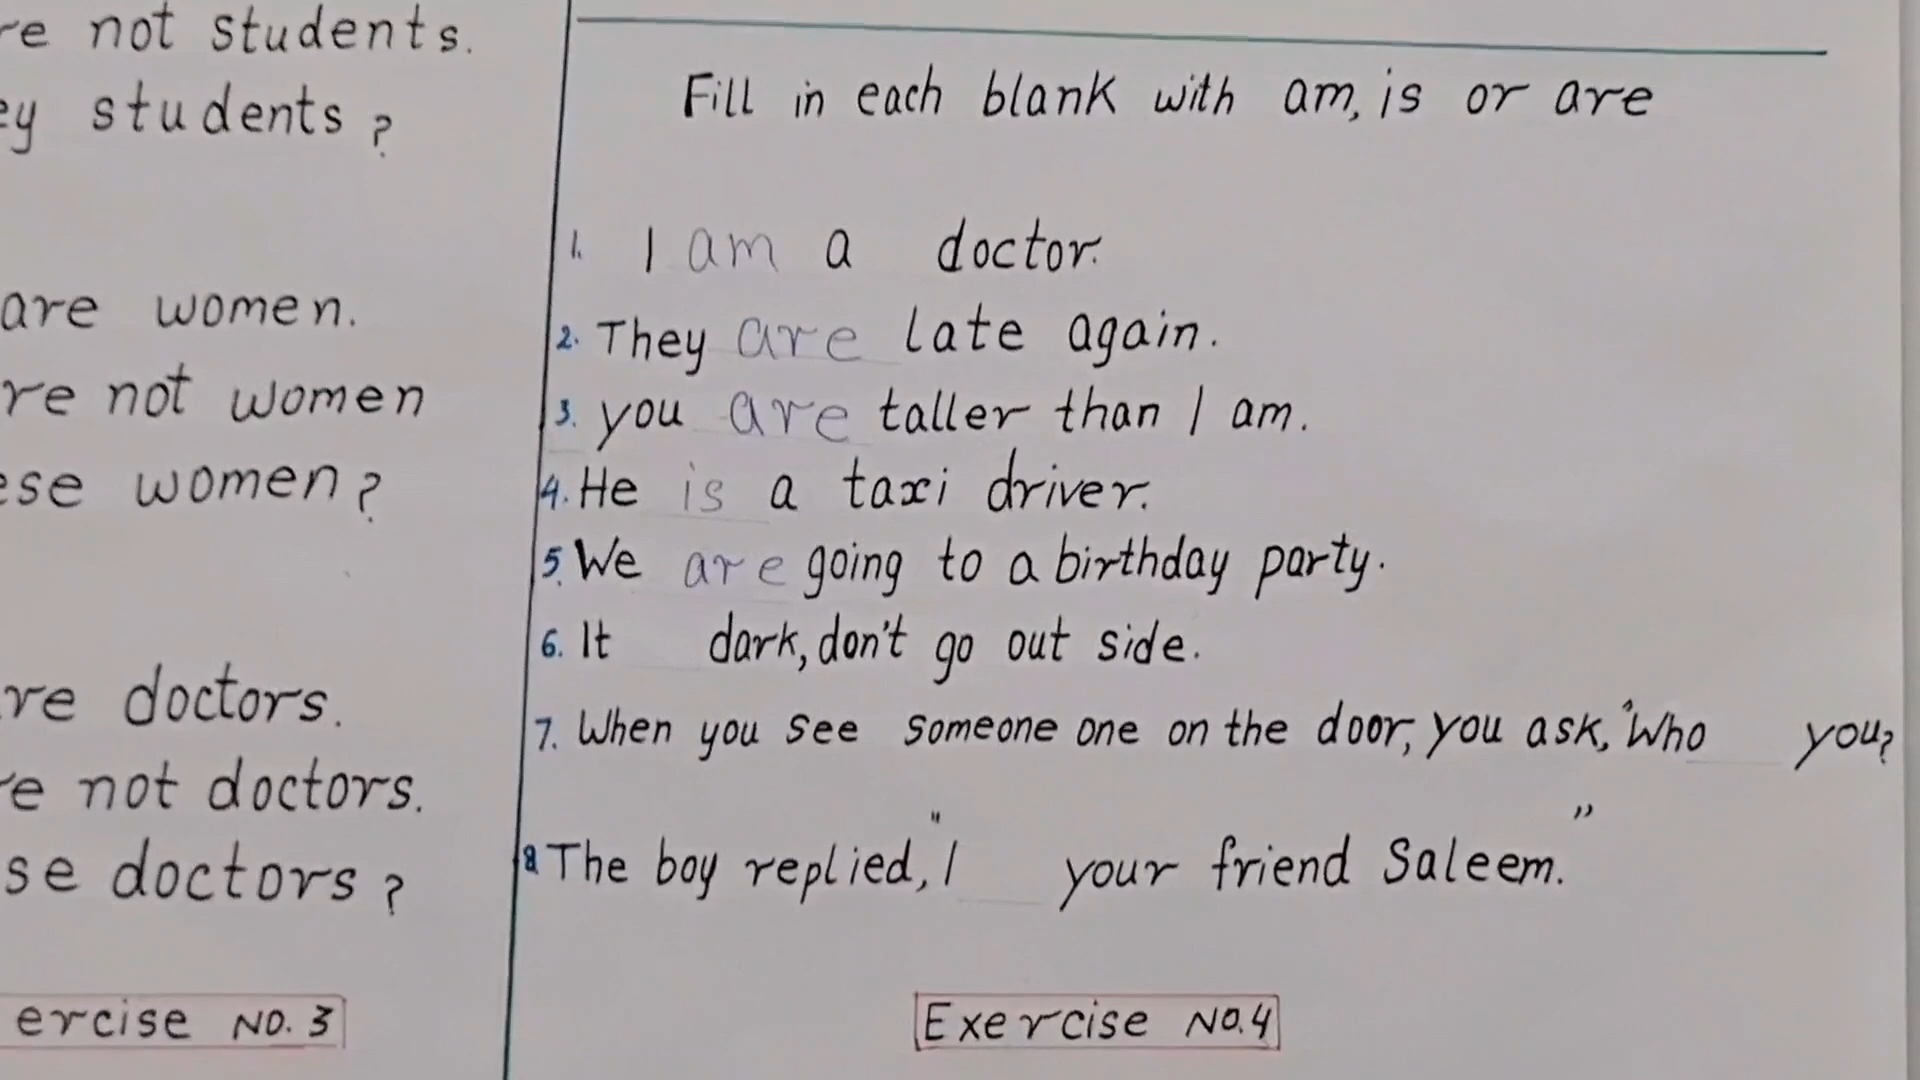 re not students.
ey students?
are women.
re not women
ese women?
re doctors.
re not doctors.
se doctors?
ercise NO. 3
Fill in each blank with am, is or are
1. I am a doctor.
2. They are late again.
3. you are taller than I am.
4. He is a taxi driver.
5. We are going to a birthday party.
6. It dark, don't go out side.
7. When you see someone one on the door, you ask, "Who you?
8 The boy replied, "I your friend Saleem."
Exercise NO.4